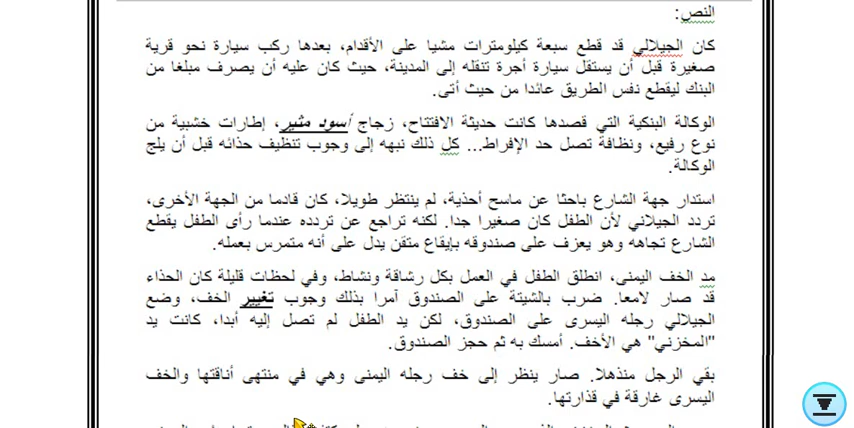 النص:
كان الجيلالي قد قطع سبعة كيلومترات مشيا على الأقدام، بعدها ركب سيارة نحو قرية
صغيرة قبل أن يستقل سيارة أجرة تنقله إلى المدينة، حيث كان عليه أن يصرف مبلغا من
البنك ليقطع نفس الطريق عائدا من حيث أتى.
الوكالة البنكية التي قصدها كانت حديثة الافتتاح، زجاج أسود مثير، إطارات خشبية من
نوع رفيع، ونظافة تصل حد الإفراط... كل ذلك نبهه إلى وجوب تنظيف حذائه قبل أن يلج
الوكالة.
استدار جهة الشارع باحثا عن ماسح أحذية، لم ينتظر طويلا، كان قادما من الجهة الأخرى،
تردد الجيلاني لأن الطفل كان صغيرا جدا. لكنه تراجع عن تردده عندما رأى الطفل يقطع
الشارع تجاهه وهو يعزف على صندوقه بإيقاع متقن يدل على أنه متمرس بعمله.
مد الخف اليمنى، انطلق الطفل في العمل بكل رشاقة ونشاط، وفي لحظات قليلة كان الحذاء
قد صار لامعا. ضرب بالشيتة على الصندوق آمرا بذلك وجوب تغيير الخف، وضع
الجيلالي رجله اليسرى على الصندوق، لكن يد الطفل لم تصل إليه أبدا، كانت يد
"المخزني" هي الأخف. أمسك به ثم حجز الصندوق.
بقي الرجل منذهلا. صار ينظر إلى خف رجله اليمنى وهي في منتهى أناقتها والخف
اليسرى غارقة في قذارتها.